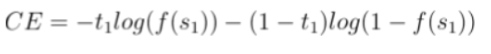 CE = −t₁log(f(s₁)) − (1 − t₁)log(1 − f(s₁))